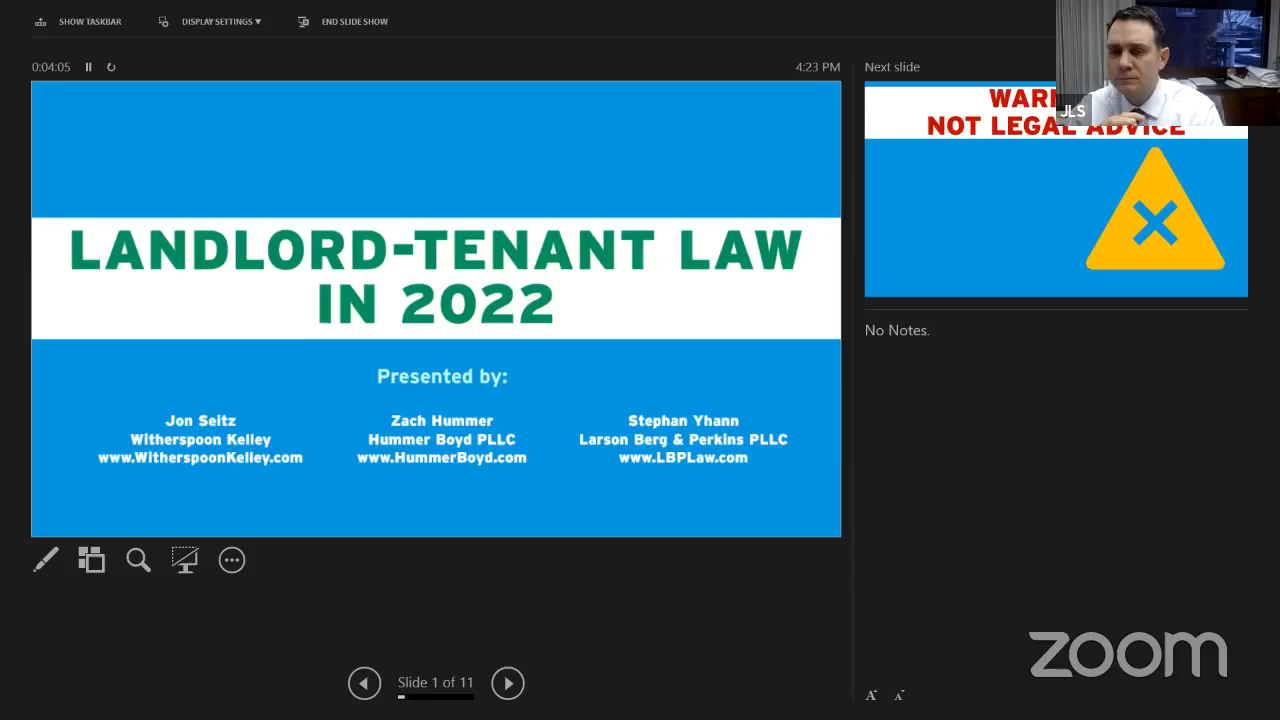 SHOW TASKBAR
DISPLAY SETTINGS ▼
END SLIDE SHOW
0:04:05
4:23 PM
LANDLORD-TENANT LAW
IN 2022
Presented by:
Jon Seitz
Witherspoon Kelley
www.WitherspoonKelley.com
Zach Hummer
Hummer Boyd PLLC
www.HummerBoyd.com
Stephan Yhann
Larson Berg & Perkins PLLC
www.LBPLaw.com
Slide 1 of 11
Next slide
NOT LEGAL ADVICE
JLS
No Notes.
A A
zoom